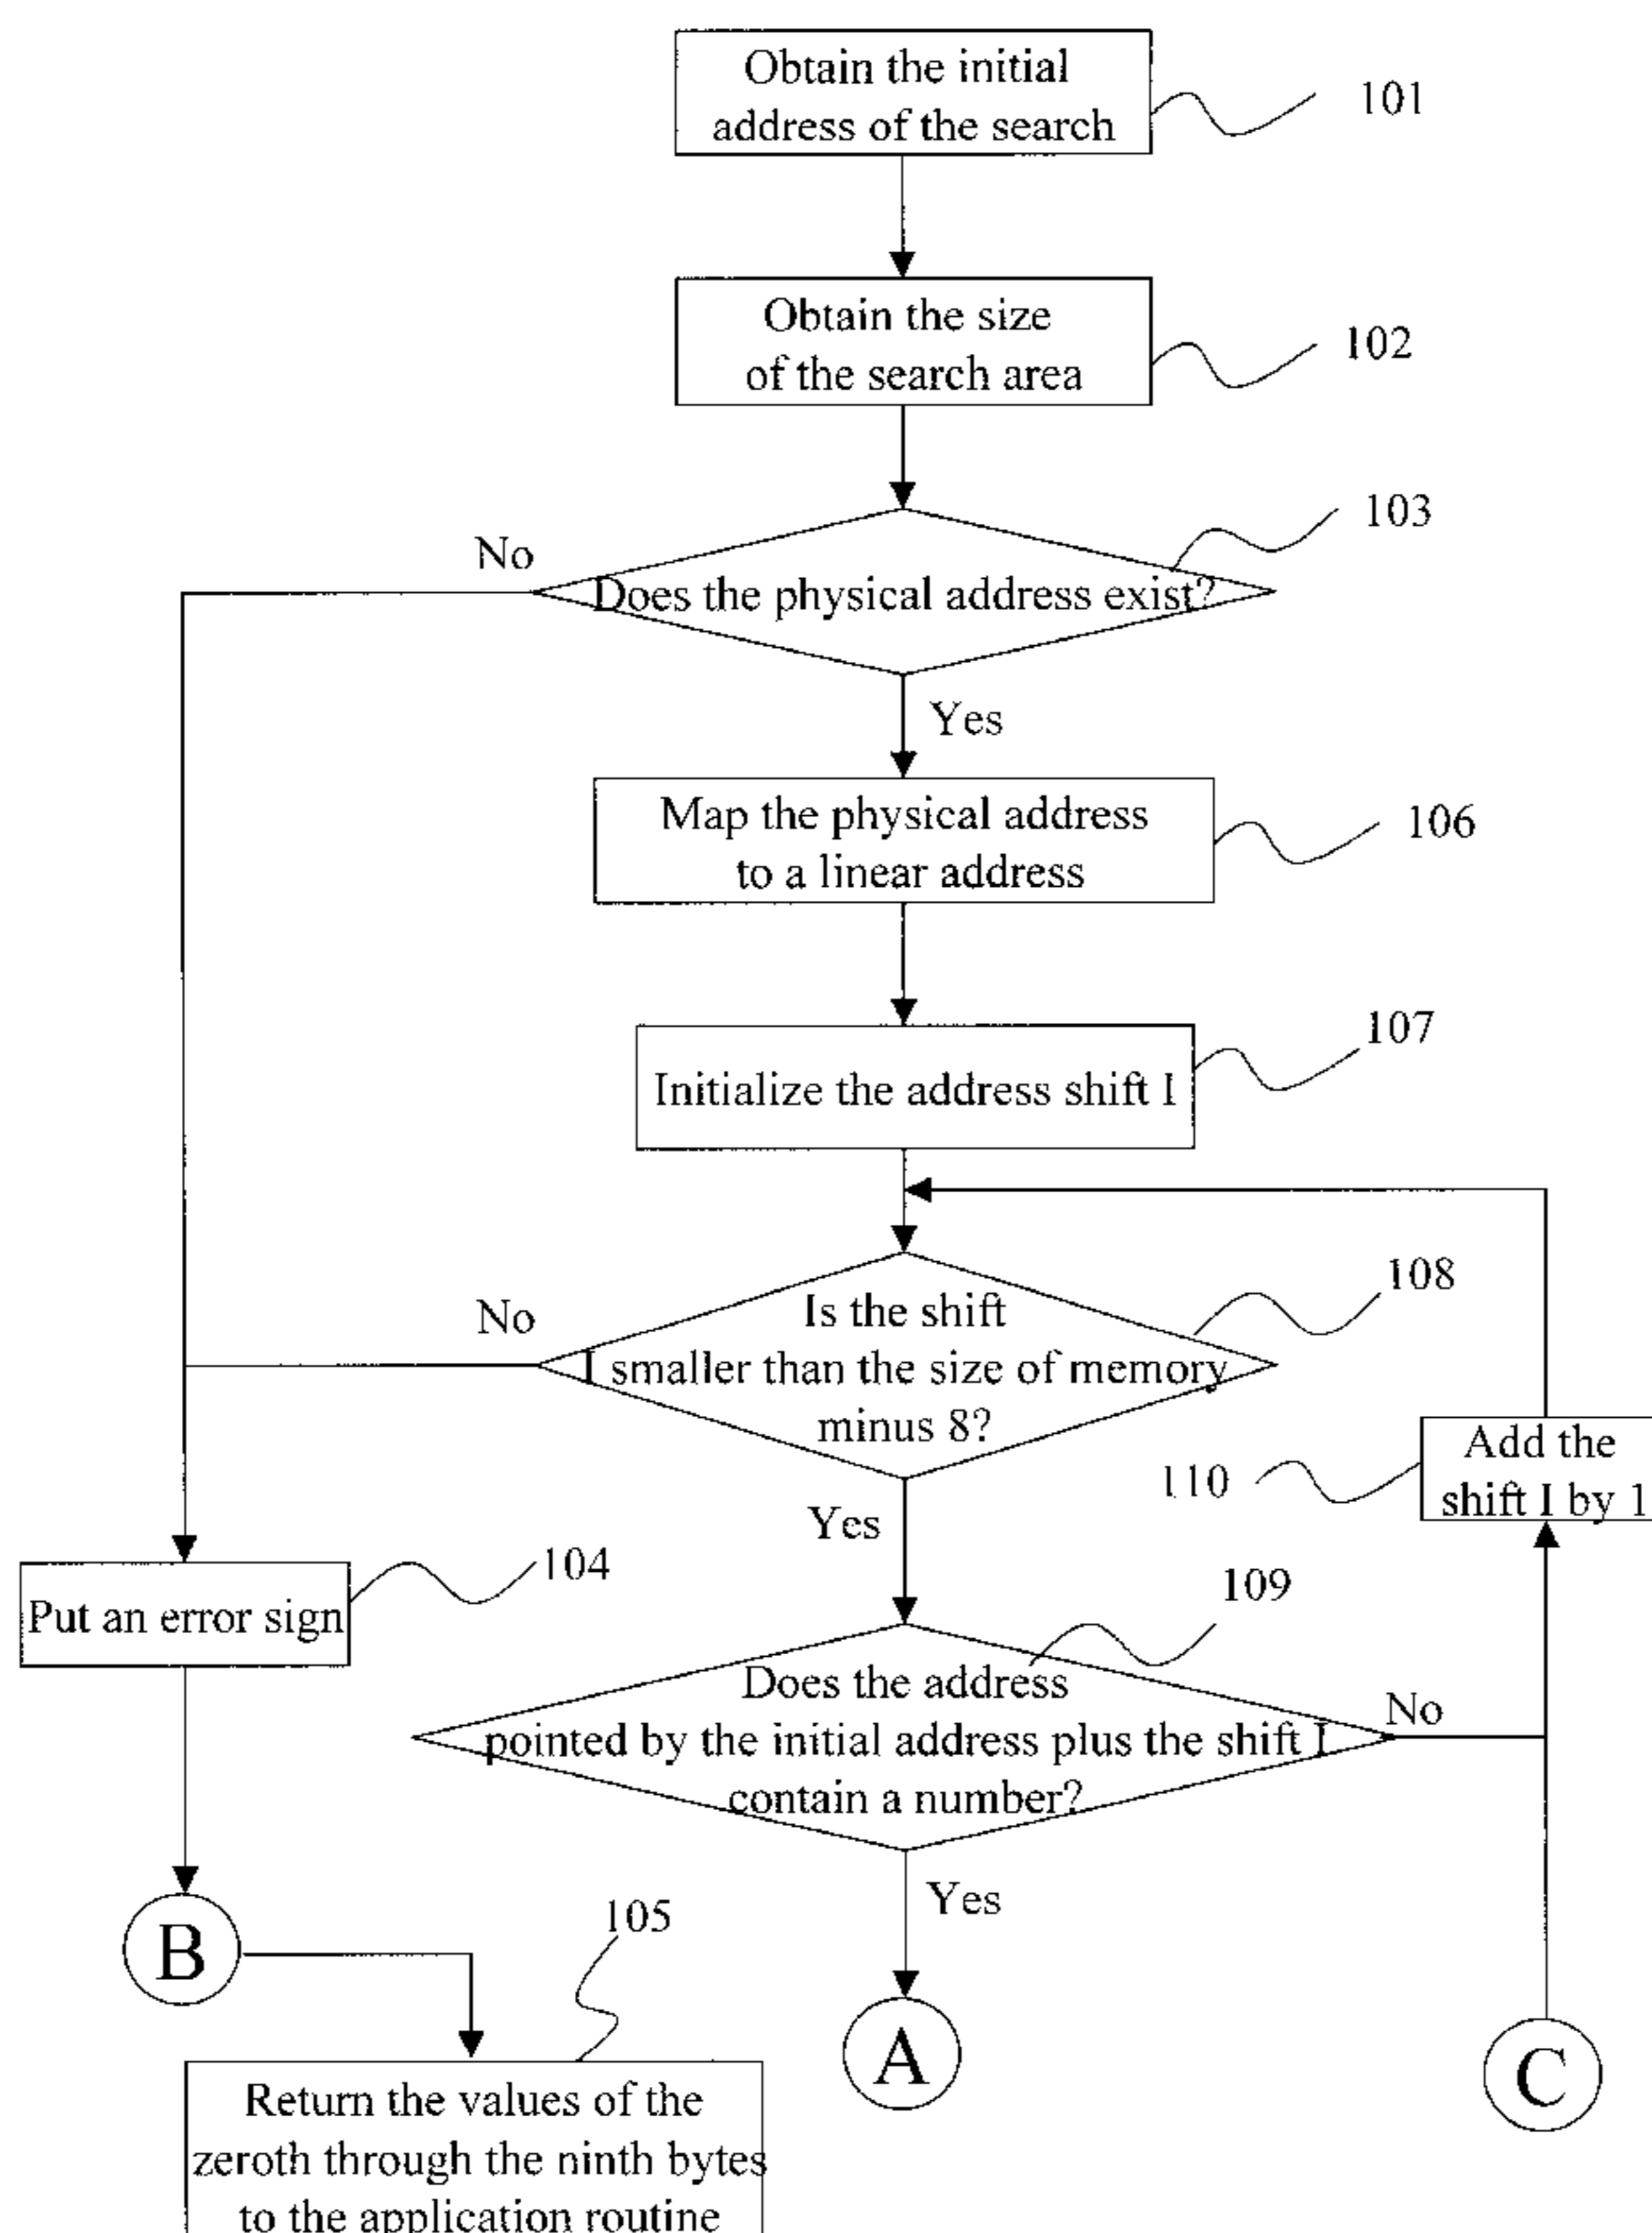 Obtain the initial
address of the search
101
Obtain the size
of the search area
102
103
No
Does the physical address exist?
Yes
Map the physical address
to a linear address
106
107
Initialize the address shift I
108
No
Is the shift
I smaller than the size of memory
minus 8?
Add the
shift I by 1
110
Yes
104
Put an error sign
109
Does the address
pointed by the initial address plus the shift I
contain a number?
No
Yes
105
B
A
C
Return the values of the
zeroth through the ninth bytes
to the application routine